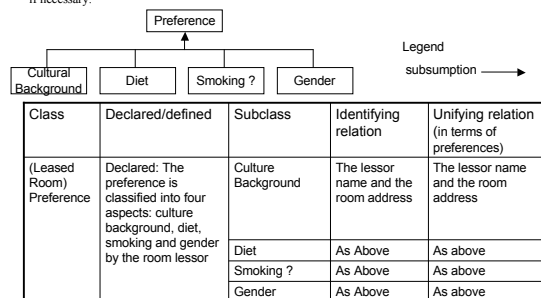 if necessary.
Preference
Legend
subsumption
Cultural
Background
Diet
Smoking ?
Gender
Class
Declared/defined
Subclass
Identifying
relation
Unifying relation
(in terms of
preferences)
(Leased
Room)
Preference
Declared: The
preference is
classified into four
aspects: culture
background, diet,
smoking and gender
by the room lessor
Culture
Background
The lessor
name and the
room address
The lessor name
and the room
address
Diet
As Above
As above
Smoking ?
As Above
As above
Gender
As Above
As above